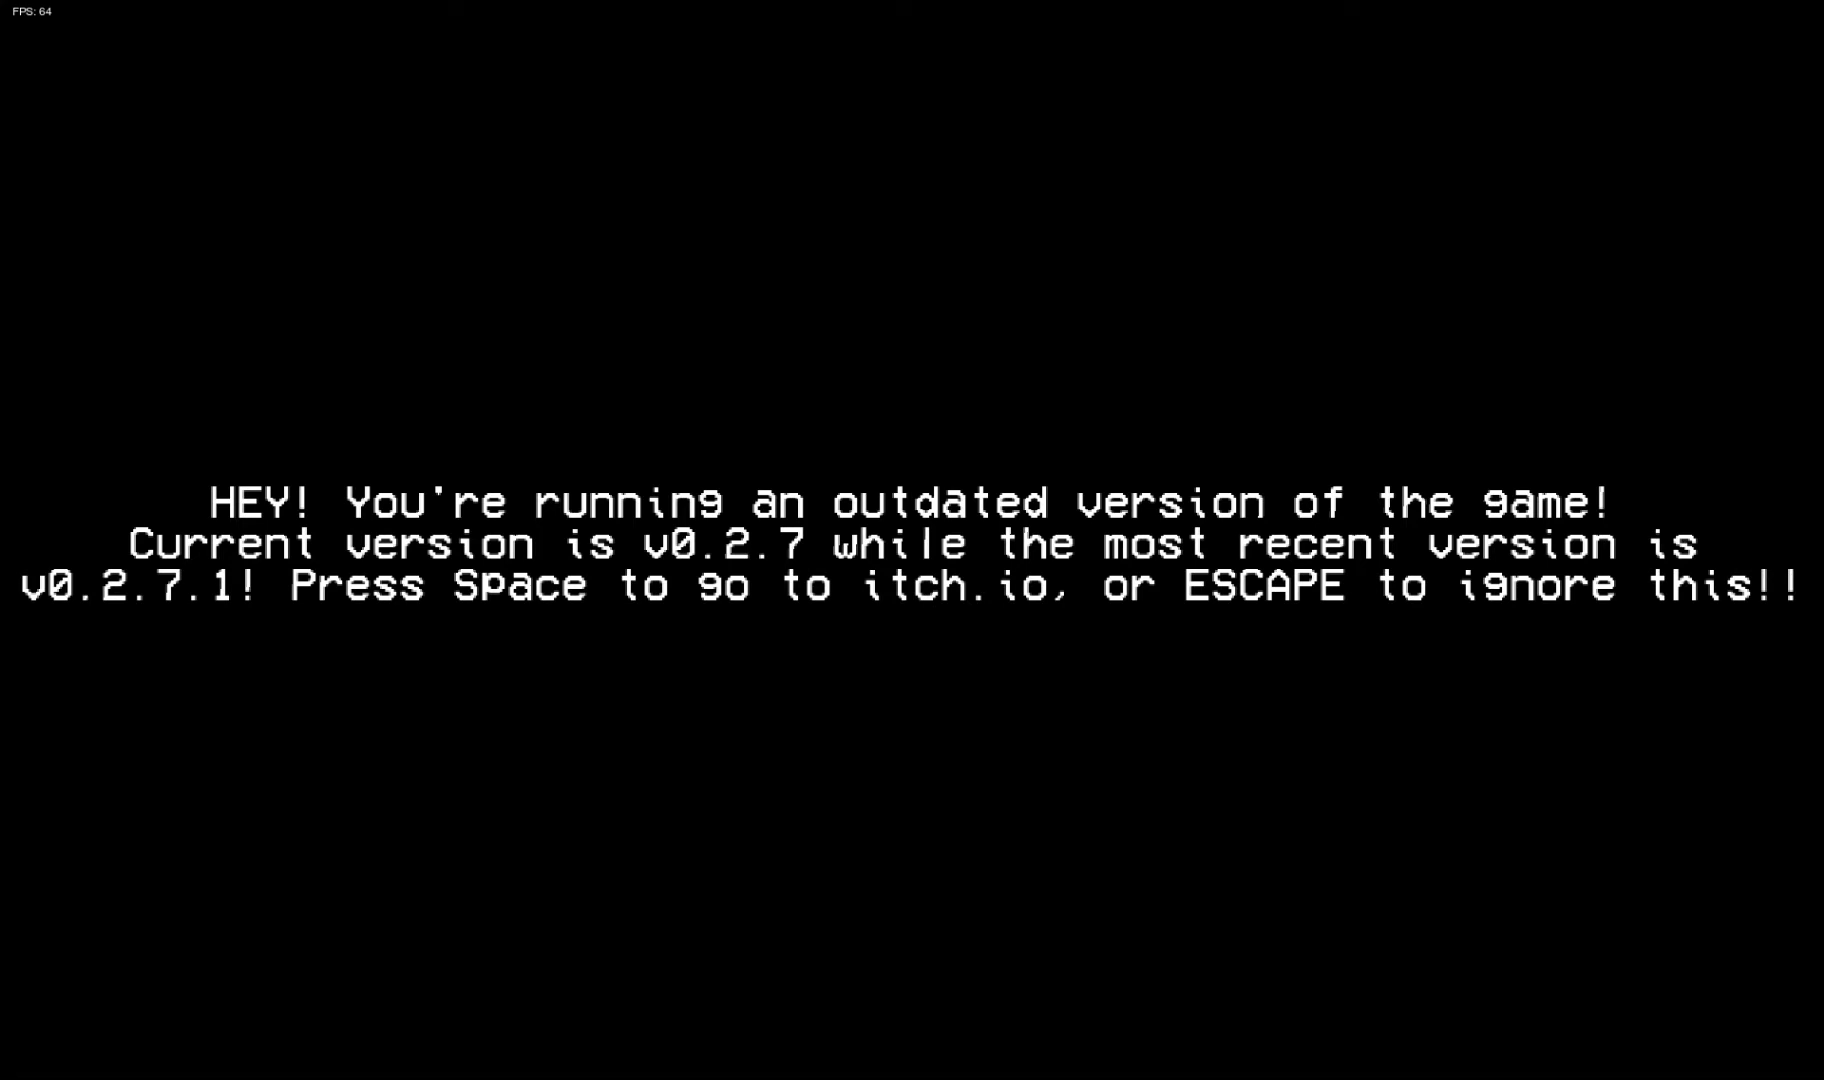 FPS: 64
HEY! You're running an outdated version of the game!
Current version is v0.2.7 while the most recent version is
v0.2.7.1! Press Space to go to itch.io, or ESCAPE to ignore this!!